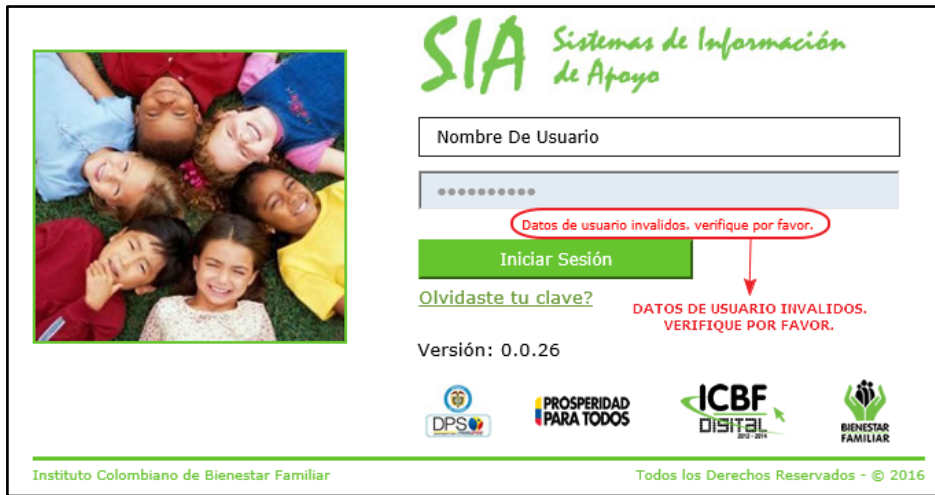 SIA Sistemas de Información
de Apoyo
Nombre De Usuario
Datos de usuario invalidos. verifique por favor.
Iniciar Sesión
Olvidaste tu clave?
DATOS DE USUARIO INVALIDOS.
VERIFIQUE POR FAVOR.
Versión: 0.0.26
DPS
PROSPERIDAD
PARA TODOS
ICBF
DIGITAL
2012 - 2014
BIENESTAR
FAMILIAR
Instituto Colombiano de Bienestar Familiar
Todos los Derechos Reservados - © 2016